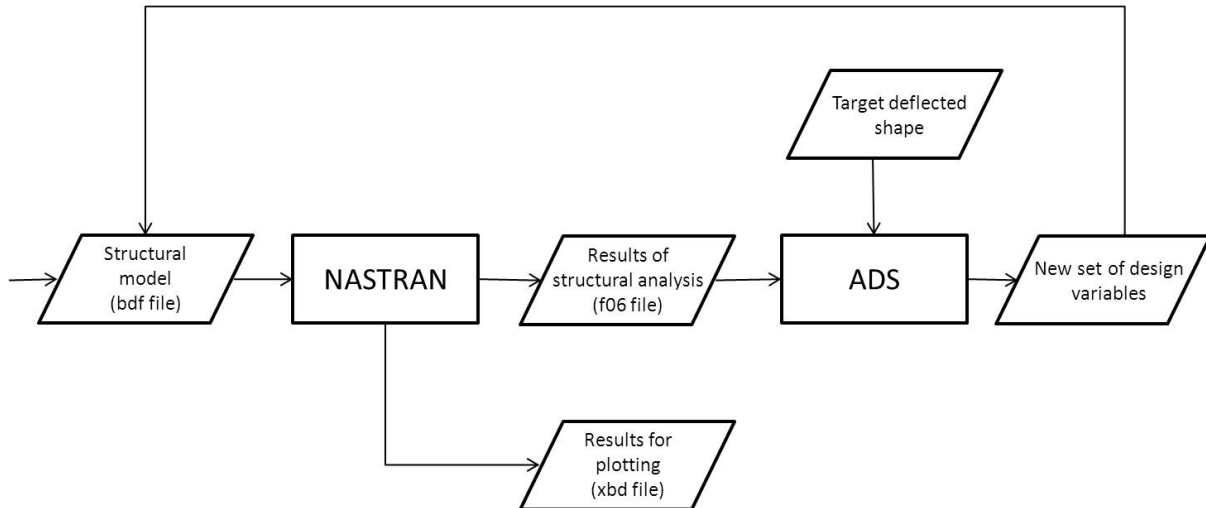 Target deflected
shape
Structural
model
(bdf file)
NASTRAN
Results of
structural analysis
(f06 file)
ADS
New set of design
variables
Results for
plotting
(xbd file)